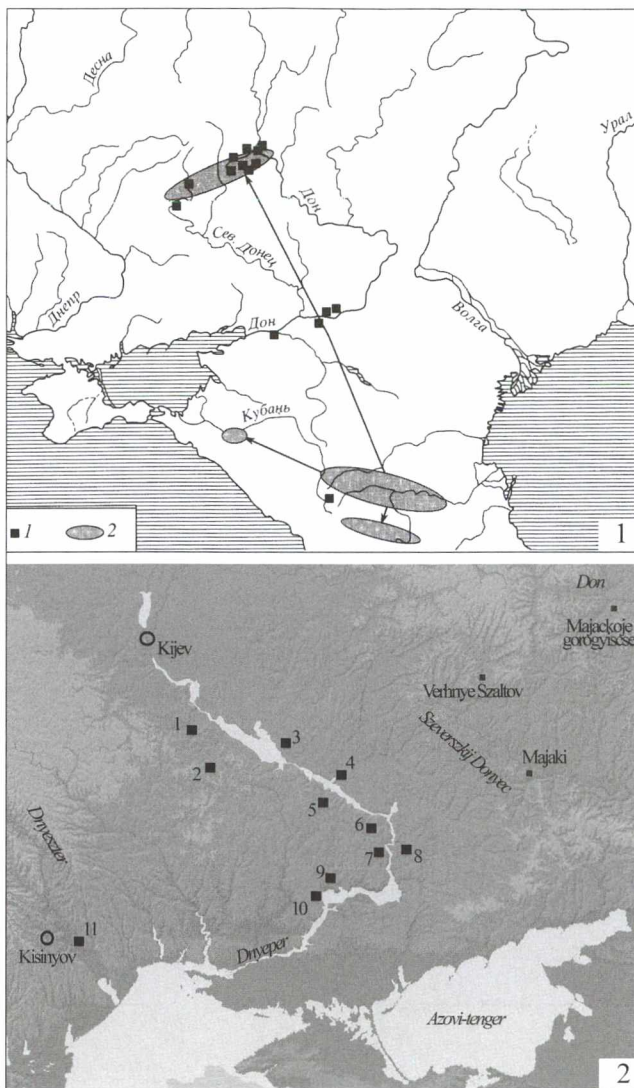 Десна
Урал
Дон
Сев. Донец
Днепр
Дон
Волга
Кубань
1 2
1
Don
Majackoje
gorogyiscse
Kijev
Verhnye Szaltov
1
3
Szeverszkij Donyec
2
4
Majaki
5
Dnyeszter
6
7
8
9
10
11
Kisinyov
Dnyeper
Azovi-tenger
2